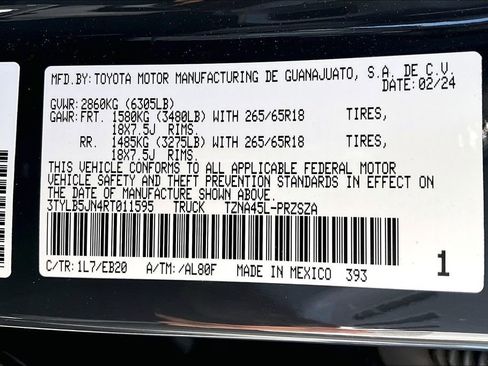 MFD.BY: TOYOTA MOTOR MANUFACTURING DE GUANAJUATO, S.A. DE C.V.
DATE: 02/24
GVWR: 2860KG (6305LB)
GAWR: FRT. 1580KG (3480LB) WITH 265/65R18 TIRES,
18X7.5J RIMS.
RR. 1485KG (3275LB) WITH 265/65R18 TIRES,
18X7.5J RIMS.
THIS VEHICLE CONFORMS TO ALL APPLICABLE FEDERAL MOTOR
VEHICLE SAFETY AND THEFT PREVENTION STANDARDS IN EFFECT ON
THE DATE OF MANUFACTURE SHOWN ABOVE.
3TYLB5JN4RT011595 TRUCK TZNA45L-PRZSZA
C/TR: 1L7/EB20 A/TM: /AL80F MADE IN MEXICO 393 1